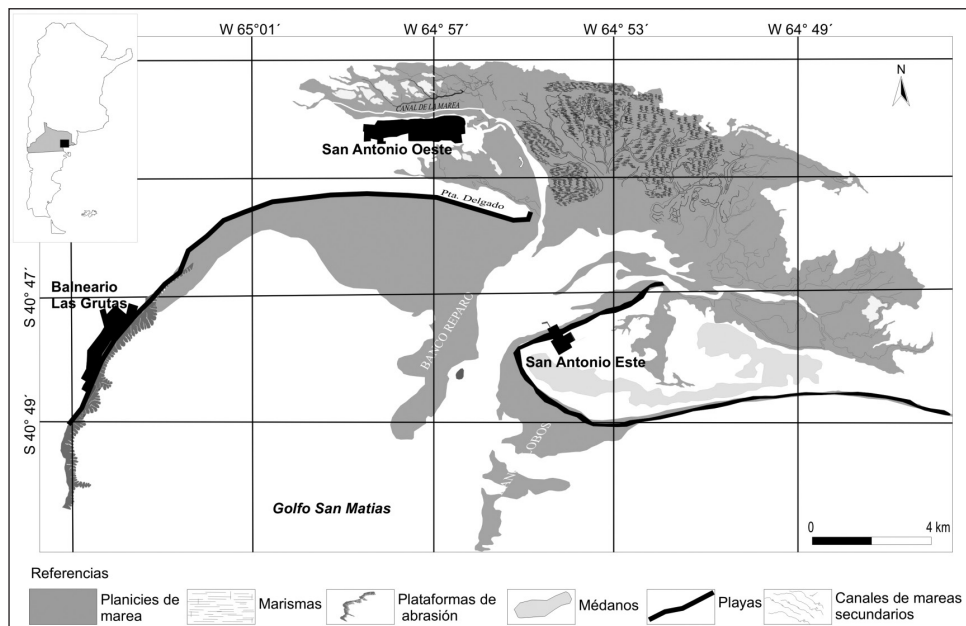 W 65°01´
W 64°57´
W 64°53´
W 64°49´
N
CANAL DE LA MAREA
San Antonio Oeste
Pta. Delgado
Balneario
Las Grutas
S 40° 47´
BANCO REPARO
San Antonio Este
S 40° 49´
LOBOS
Golfo San Matias
0
4 km
Referencias
Planicies de
marea
Marismas
Plataformas de
abrasión
Médanos
Playas
Canales de mareas
secundarios